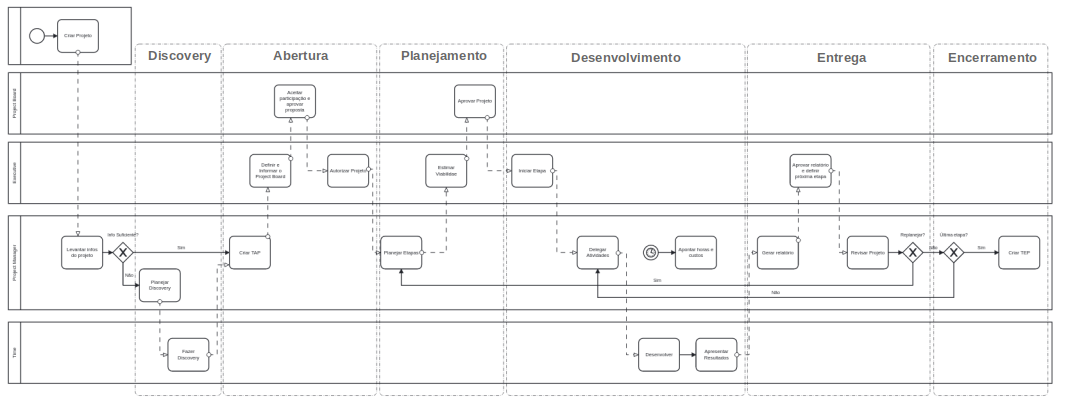 Criar Projeto
Discovery
Abertura
Planejamento
Desenvolvimento
Entrega
Encerramento
Project Board
Aceitar
participação e
aprovar
proposta
Aprovar Projeto
Executive
Definir e
Informar o
Project Board
Autorizar Projeto
Estimar
Viabilidas
Iniciar Etapa
Aprovar relatório
e definir
próxima etapa
Project Manager
Levantar infos
do projeto
Info Suficiente?
Sim
Não
Planejar
Discovery
Criar TAP
Planejar Etapas
Delegar
Atividades
Apontar horas e
custos
Gerar relatório
Revisar Projeto
Replanejar?
Não
Sim
Última etapa?
Sim
Não
Criar TEP
Time
Fazer
Discovery
Desenvolver
Apresentar
Resultados